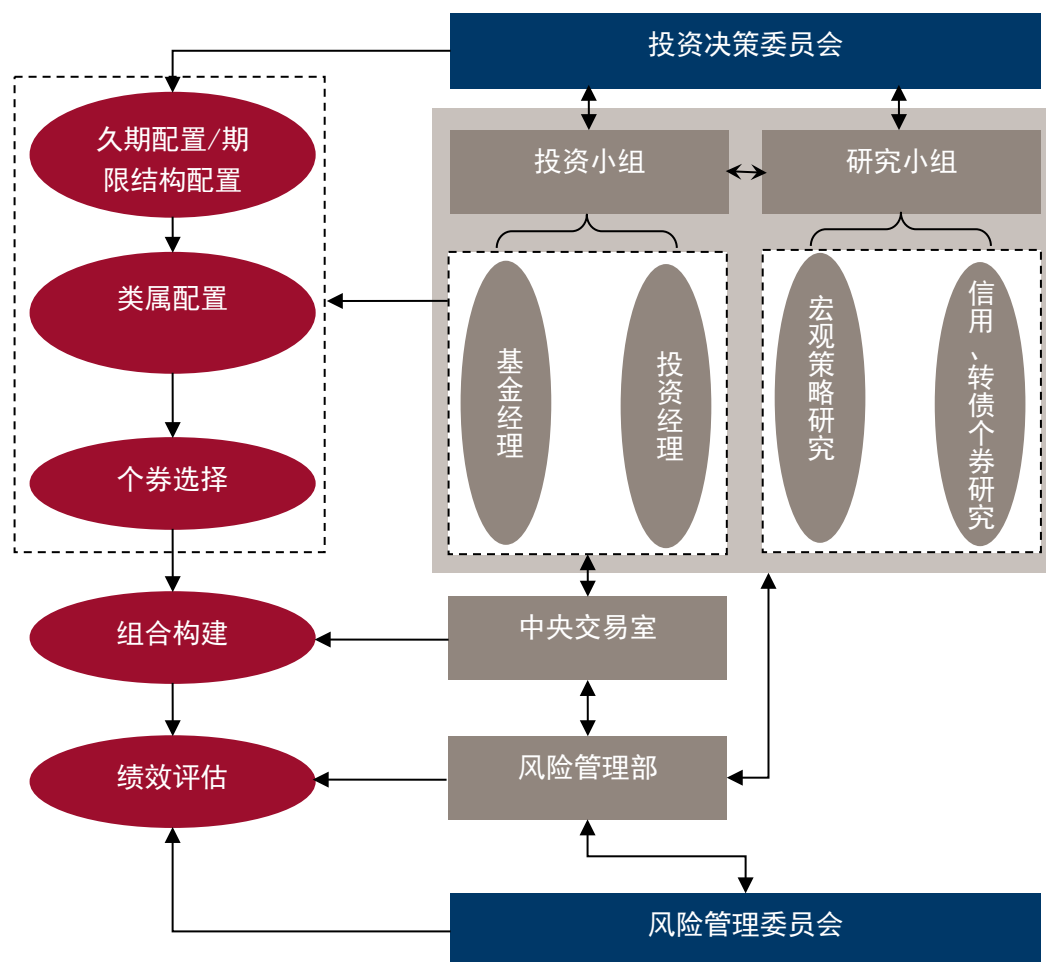 投资决策委员会
久期配置/期
限结构配置
投资小组
研究小组
类属配置
基金经理
投资经理
宏观策略研究
信用、转债个券研究
个券选择
组合构建
中央交易室
绩效评估
风险管理部
风险管理委员会